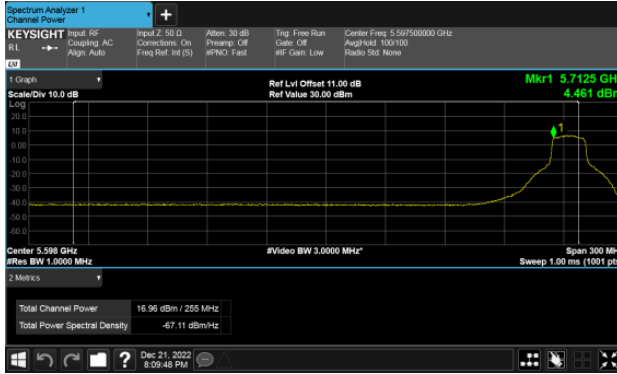 Spectrum Analyzer 1
Channel Power
KEYSIGHT Input: RF Input Z: 50 Ω Atten: 30 dB Trig: Free Run Center Freq: 5.597500000 GHz
R L Coupling: AC Corrections: On Preamp: Off Gate: Off Avg|Hold: 100/100
Align: Auto Freq Ref: Int (S) #PNO: Fast #IF Gain: Low Radio Std: None
LXI
1 Graph Ref Lvl Offset 11.00 dB Mkr1 5.7125 GH
Scale/Div 10.0 dB Ref Value 30.00 dBm 4.461 dBr
Log
20.0
10.0
1
0.00
-10.0
-20.0
-30.0
-40.0
-50.0
-60.0
Center 5.598 GHz #Video BW 3.0000 MHz* Span 300 MH
#Res BW 1.0000 MHz Sweep 1.00 ms (1001 pts
2 Metrics
Total Channel Power 16.96 dBm / 255 MHz
Total Power Spectral Density -67.11 dBm/Hz
? Dec 21, 2022
8:09:48 PM